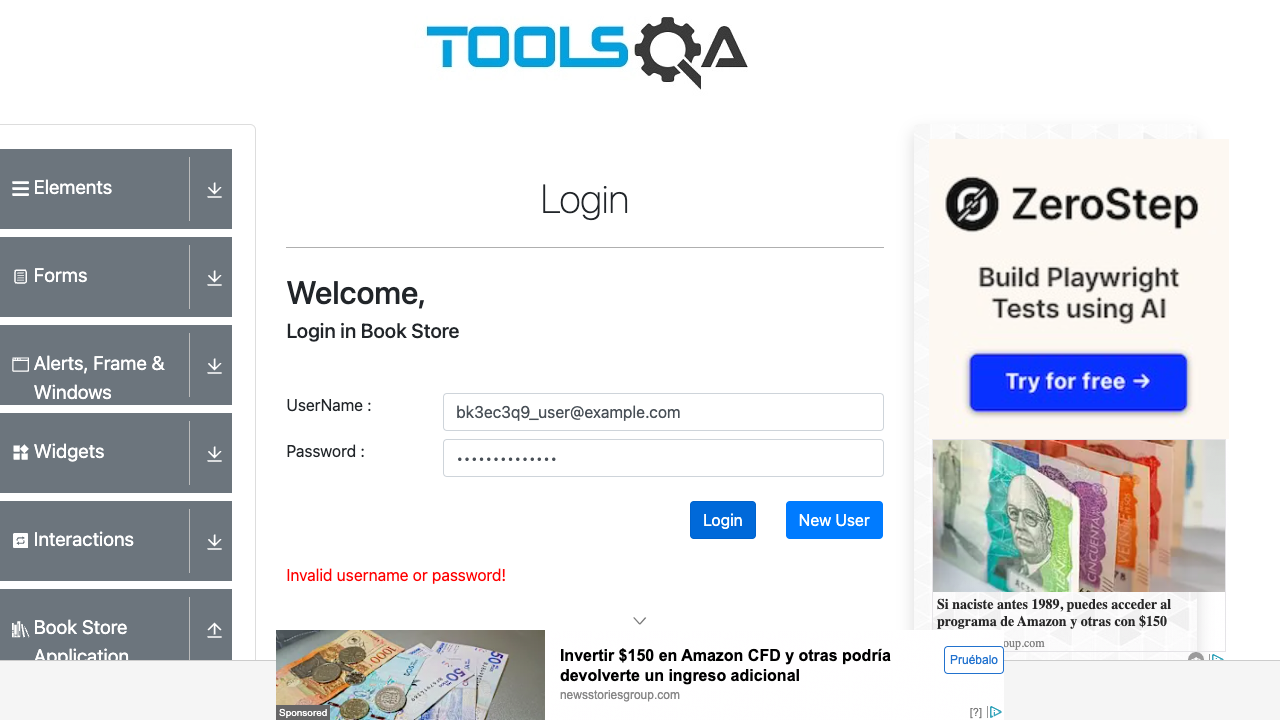 TOOLSQA
Elements
Forms
Alerts, Frame &
Windows
Widgets
Interactions
Book Store
Application
Login
Welcome,
Login in Book Store
UserName :
bk3ec3q9_user@example.com
Password :
Login
New User
Invalid username or password!
ZeroStep
Build Playwright
Tests using AI
Try for free →
Si naciste antes 1989, puedes acceder al
programa de Amazon y otras con $150
oup.com
Invertir $150 en Amazon CFD y otras podría
devolverte un ingreso adicional
newsstoriesgroup.com
Pruébalo
Sponsored
[?]